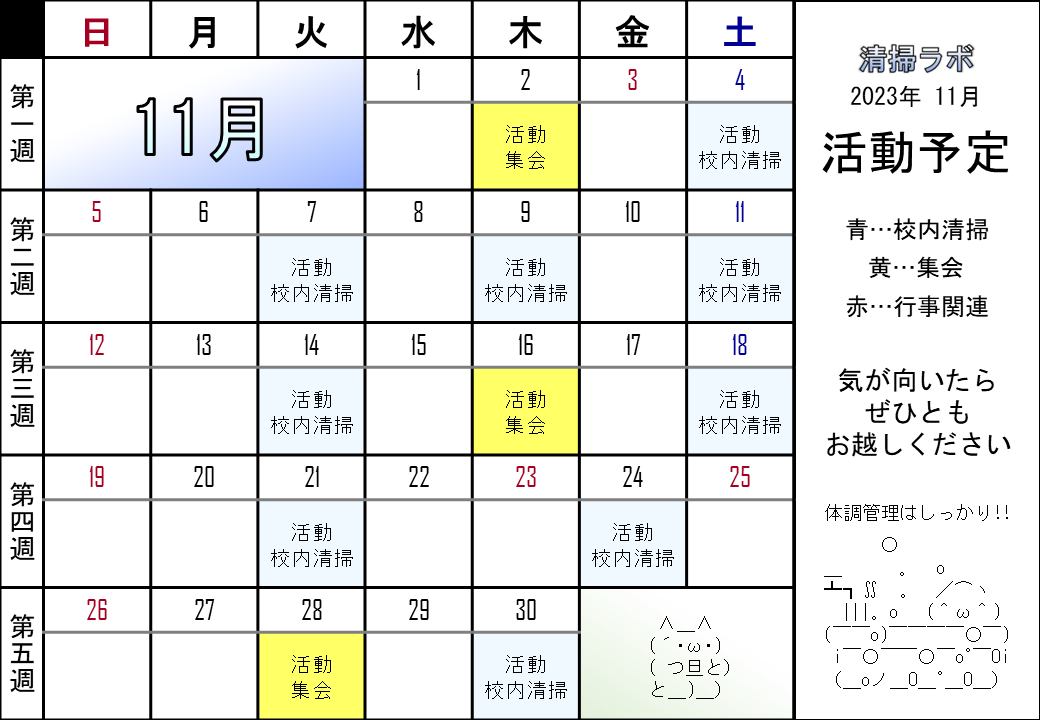 日 月 火 水 木 金 土
第一週
11月
1 2 3 4
活動
集会
活動
校内清掃
第二週
5 6 7 8 9 10 11
活動
校内清掃
活動
校内清掃
活動
校内清掃
第三週
12 13 14 15 16 17 18
活動
校内清掃
活動
集会
活動
校内清掃
第四週
19 20 21 22 23 24 25
活動
校内清掃
活動
校内清掃
第五週
26 27 28 29 30
活動
集会
活動
校内清掃
∧＿∧
(´・ω・)
( つ旦と)
と＿)＿)
清掃ラボ
2023年 11月
活動予定
青…校内清掃
黄…集会
赤…行事関連
気が向いたら
ぜひとも
お越しください
体調管理はしっかり!!